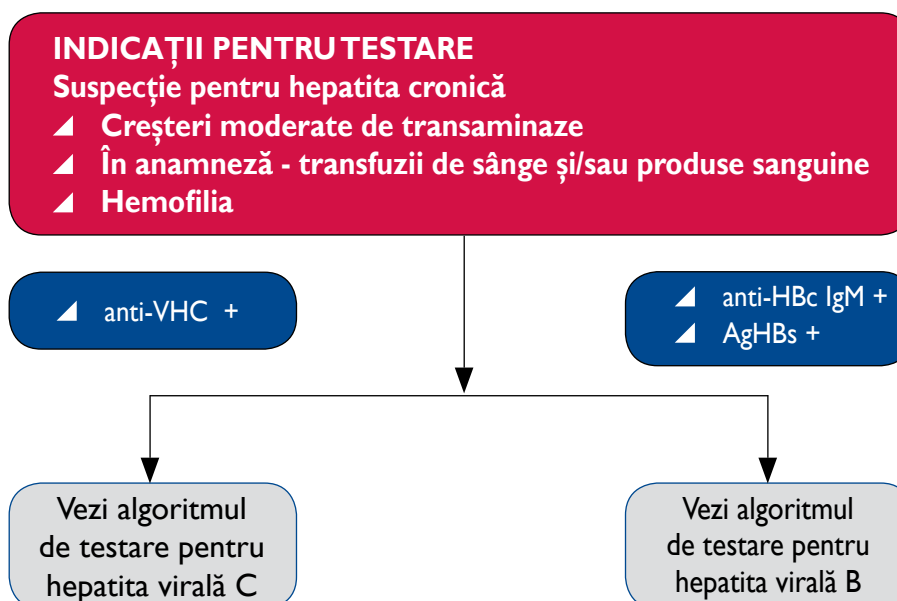 INDICAȚII PENTRU TESTARE
Suspecție pentru hepatita cronică
Creșteri moderate de transaminaze
În anamneză - transfuzii de sânge și/sau produse sanguine
Hemofilia
anti-VHC +
anti-HBc IgM +
AgHBs +
Vezi algoritmul
de testare pentru
hepatita virală C
Vezi algoritmul
de testare pentru
hepatita virală B